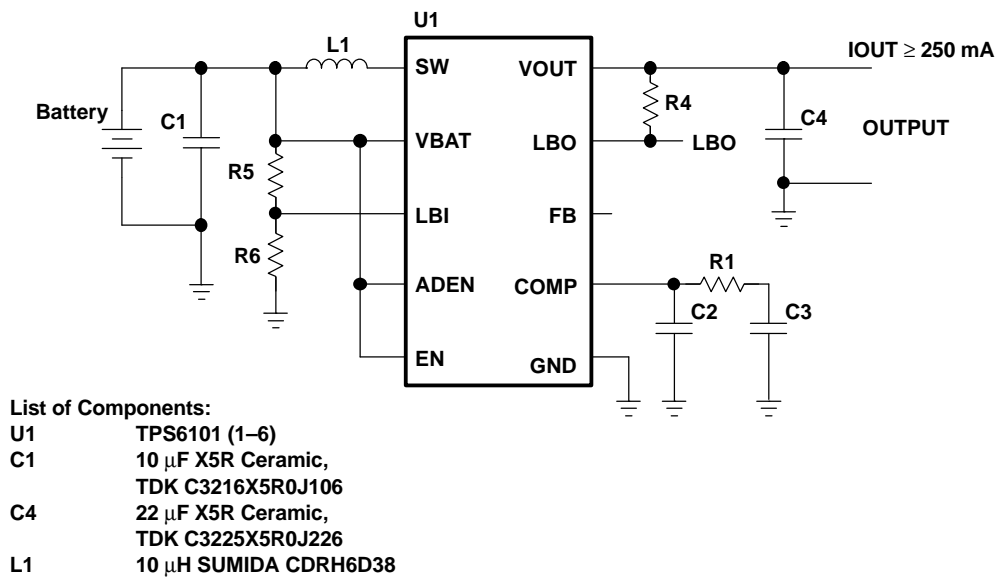 U1
L1
SW
VOUT
IOUT ≥ 250 mA
R4
Battery
C1
C4
OUTPUT
VBAT
LBO
LBO
R5
LBI
FB
R6
R1
ADEN
COMP
C2
C3
EN
GND
List of Components:
U1 TPS6101 (1–6)
C1 10 μF X5R Ceramic,
TDK C3216X5R0J106
C4 22 μF X5R Ceramic,
TDK C3225X5R0J226
L1 10 μH SUMIDA CDRH6D38